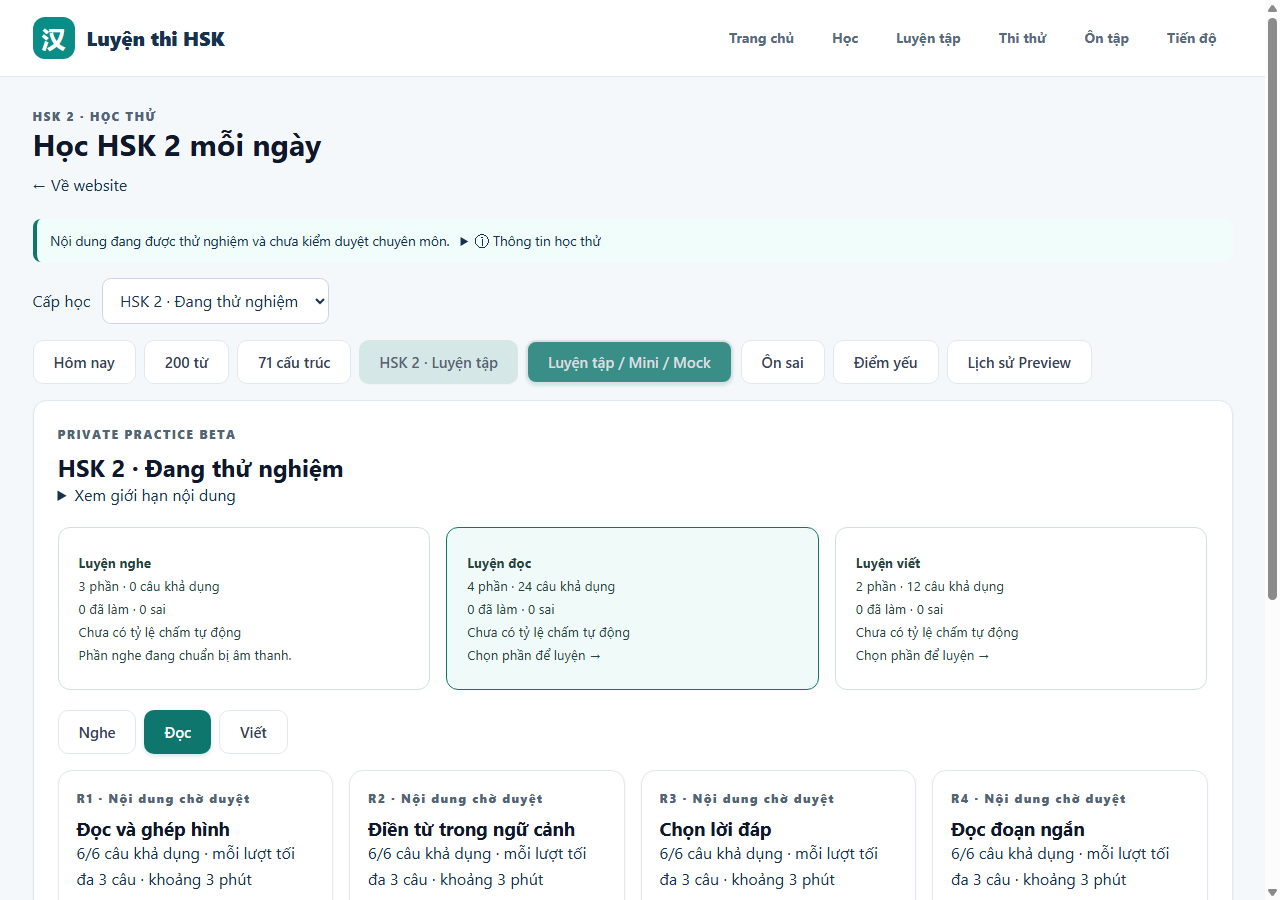 汉 Luyện thi HSK
Trang chủ Học Luyện tập Thi thử Ôn tập Tiến độ
HSK 2 · HỌC THỬ
Học HSK 2 mỗi ngày
← Về website
Nội dung đang được thử nghiệm và chưa kiểm duyệt chuyên môn. ▶ ⓘ Thông tin học thử
Cấp học HSK 2 · Đang thử nghiệm
Hôm nay 200 từ 71 cấu trúc HSK 2 · Luyện tập Luyện tập / Mini / Mock Ôn sai Điểm yếu Lịch sử Preview
PRIVATE PRACTICE BETA
HSK 2 · Đang thử nghiệm
▶ Xem giới hạn nội dung
Luyện nghe
3 phần · 0 câu khả dụng
0 đã làm · 0 sai
Chưa có tỷ lệ chấm tự động
Phần nghe đang chuẩn bị âm thanh.
Luyện đọc
4 phần · 24 câu khả dụng
0 đã làm · 0 sai
Chưa có tỷ lệ chấm tự động
Chọn phần để luyện →
Luyện viết
2 phần · 12 câu khả dụng
0 đã làm · 0 sai
Chưa có tỷ lệ chấm tự động
Chọn phần để luyện →
Nghe Đọc Viết
R1 · Nội dung chờ duyệt
Đọc và ghép hình
6/6 câu khả dụng · mỗi lượt tối
đa 3 câu · khoảng 3 phút
R2 · Nội dung chờ duyệt
Điền từ trong ngữ cảnh
6/6 câu khả dụng · mỗi lượt tối
đa 3 câu · khoảng 3 phút
R3 · Nội dung chờ duyệt
Chọn lời đáp
6/6 câu khả dụng · mỗi lượt tối
đa 3 câu · khoảng 3 phút
R4 · Nội dung chờ duyệt
Đọc đoạn ngắn
6/6 câu khả dụng · mỗi lượt tối
đa 3 câu · khoảng 3 phút